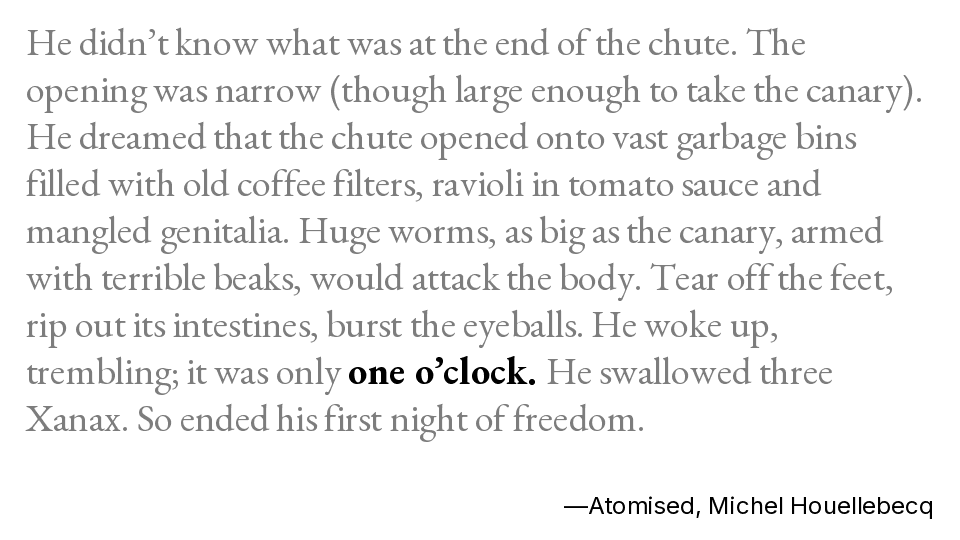 He didn’t know what was at the end of the chute. The
opening was narrow (though large enough to take the canary).
He dreamed that the chute opened onto vast garbage bins
filled with old coffee filters, ravioli in tomato sauce and
mangled genitalia. Huge worms, as big as the canary, armed
with terrible beaks, would attack the body. Tear off the feet,
rip out its intestines, burst the eyeballs. He woke up,
trembling; it was only one o’clock. He swallowed three
Xanax. So ended his first night of freedom.
—Atomised, Michel Houellebecq